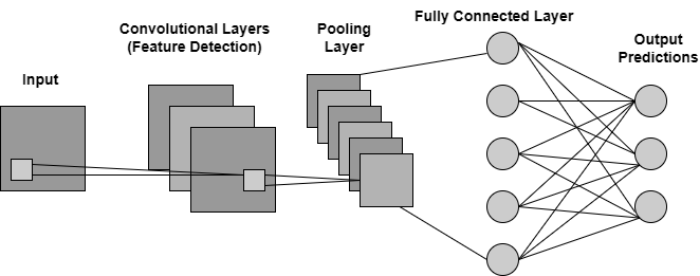 Input
Convolutional Layers
(Feature Detection)
Pooling
Layer
Fully Connected Layer
Output
Predictions